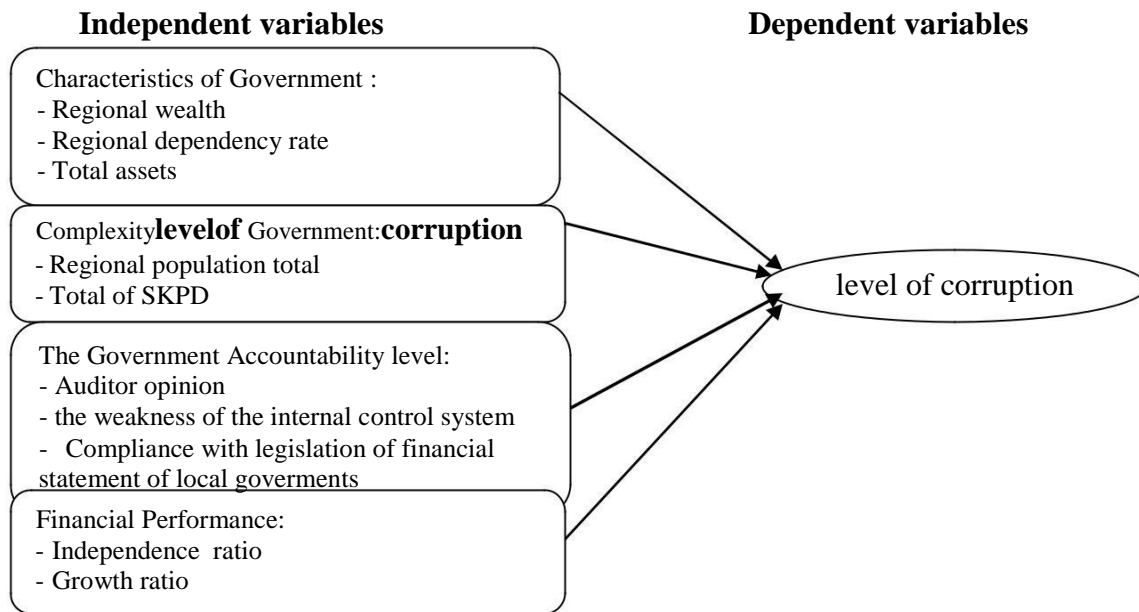 Independent variables
Dependent variables
Characteristics of Government :
- Regional wealth
- Regional dependency rate
- Total assets
Complexitylevelof Government:corruption
- Regional population total
- Total of SKPD
The Government Accountability level:
- Auditor opinion
- the weakness of the internal control system
- Compliance with legislation of financial
statement of local goverments
Financial Performance:
- Independence ratio
- Growth ratio
level of corruption